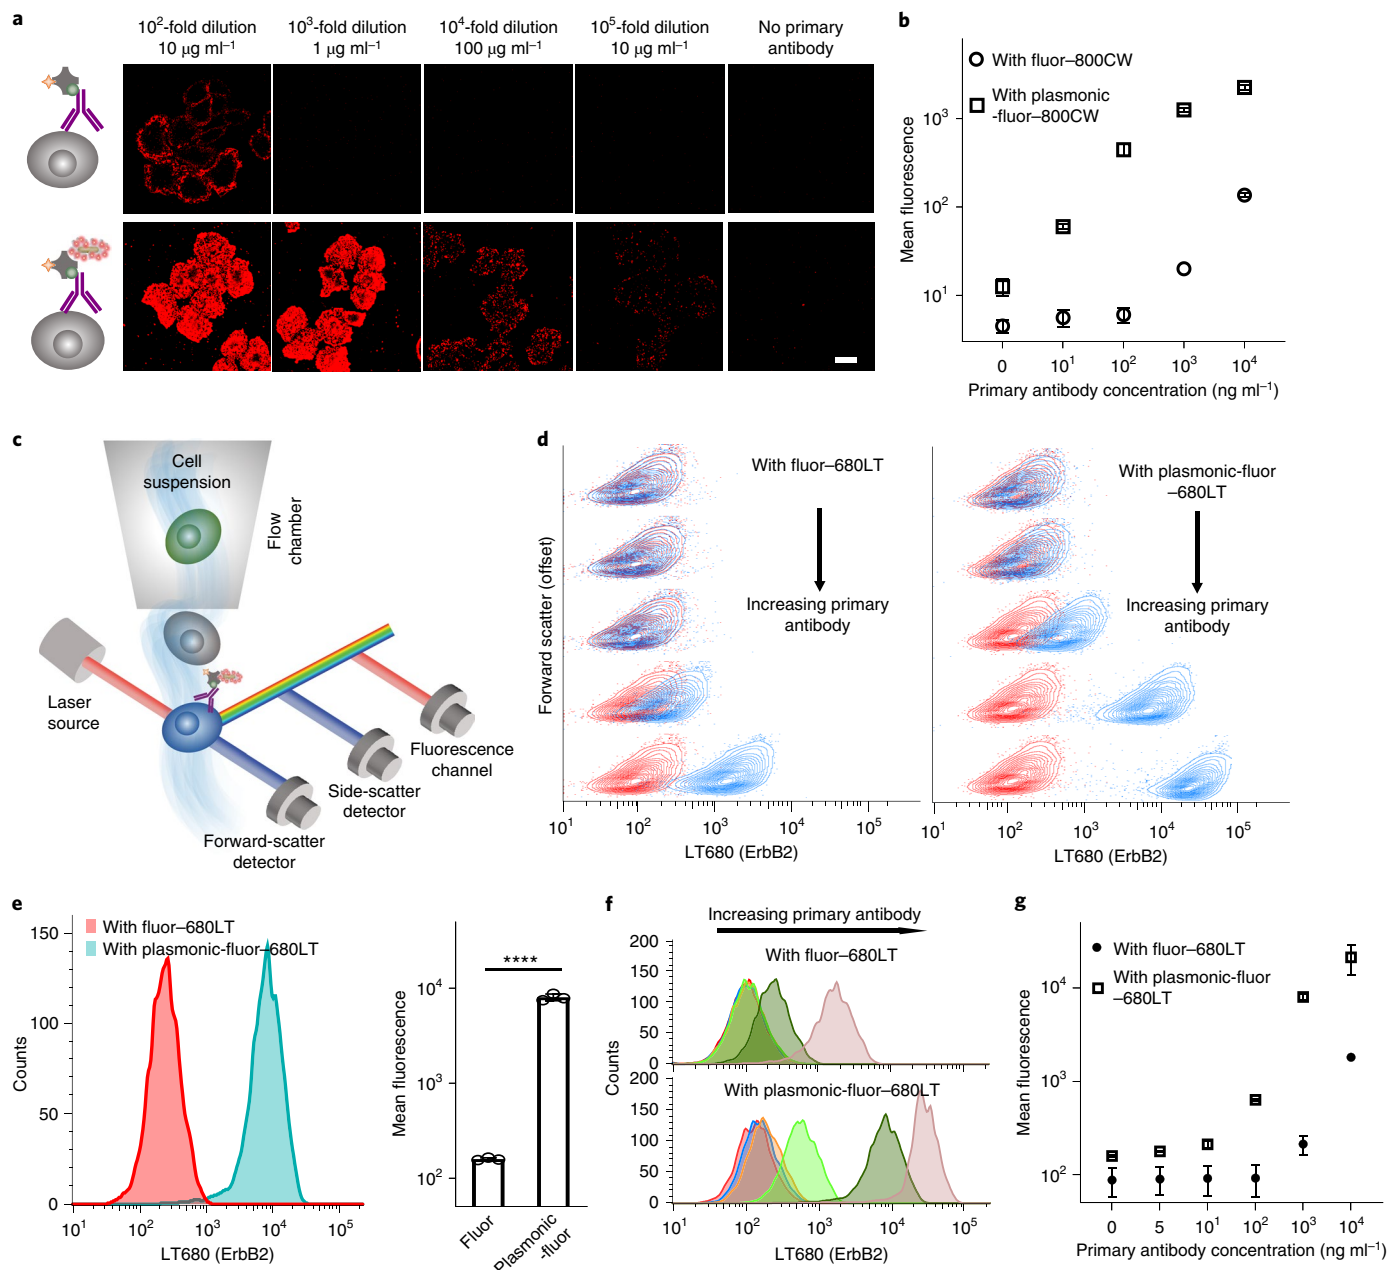 a
10²-fold dilution
10 µg ml⁻¹
10³-fold dilution
1 µg ml⁻¹
10⁴-fold dilution
100 µg ml⁻¹
10⁵-fold dilution
10 µg ml⁻¹
No primary
antibody
b
With fluor–800CW
With plasmonic
-fluor–800CW
Mean fluorescence
10³
10²
10¹
0
10¹
10²
10³
10⁴
Primary antibody concentration (ng ml⁻¹)
c
Cell
suspension
Flow
chamber
Laser
source
Fluorescence
channel
Side-scatter
detector
Forward-scatter
detector
d
Forward scatter (offset)
With fluor–680LT
Increasing primary
antibody
10¹
10²
10³
10⁴
10⁵
LT680 (ErbB2)
With plasmonic-fluor
–680LT
Increasing primary
antibody
10¹
10²
10³
10⁴
10⁵
LT680 (ErbB2)
e
With fluor–680LT
With plasmonic-fluor–680LT
Counts
150
100
50
0
10¹
10²
10³
10⁴
10⁵
LT680 (ErbB2)
Mean fluorescence
****
10⁴
10³
10²
Fluor
Plasmonic
-fluor
f
Increasing primary antibody
With fluor–680LT
Counts
200
150
100
50
0
With plasmonic-fluor–680LT
200
150
100
50
0
10¹
10²
10³
10⁴
10⁵
LT680 (ErbB2)
g
With fluor–680LT
With plasmonic-fluor
–680LT
Mean fluorescence
10⁴
10³
10²
0
5
10¹
10²
10³
10⁴
Primary antibody concentration (ng ml⁻¹)